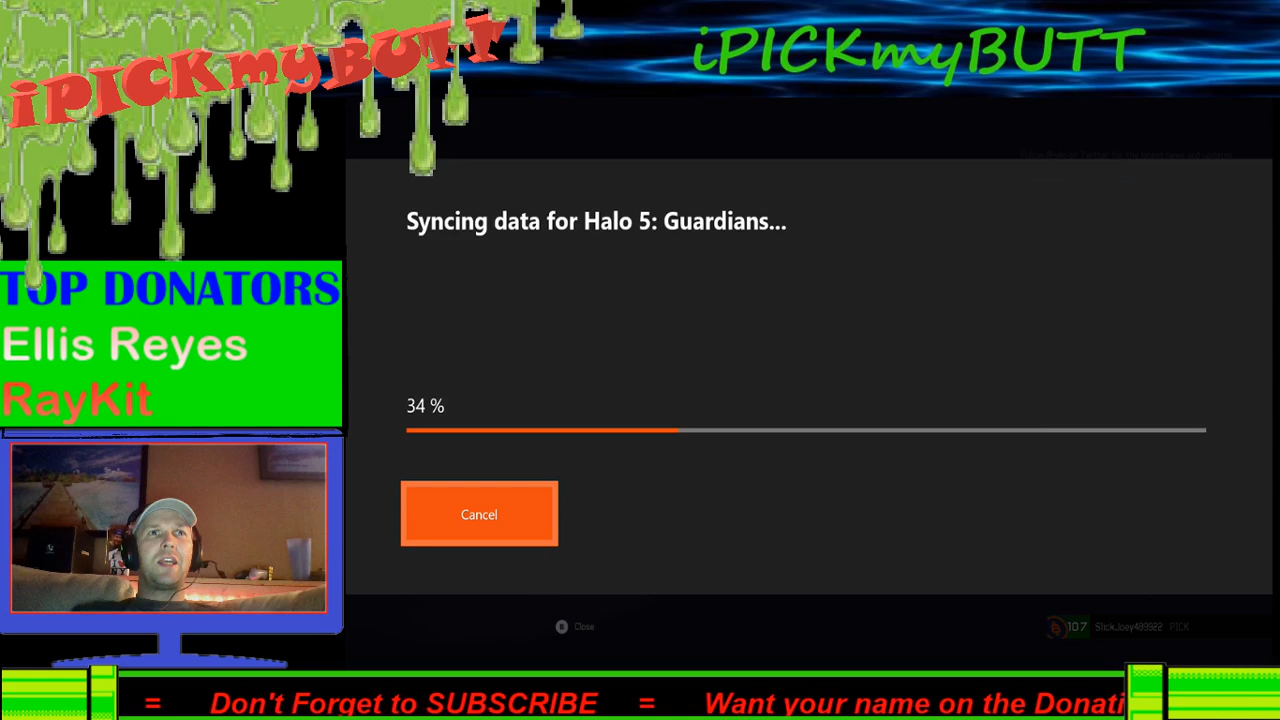 iPICKmyBUTT
iPICKmyBUTT
TOP DONATORS
Ellis Reyes
RayKit
Syncing data for Halo 5: Guardians...
34 %
Cancel
B Close
107
PICK
= Don't Forget to SUBSCRIBE = Want your name on the Donati